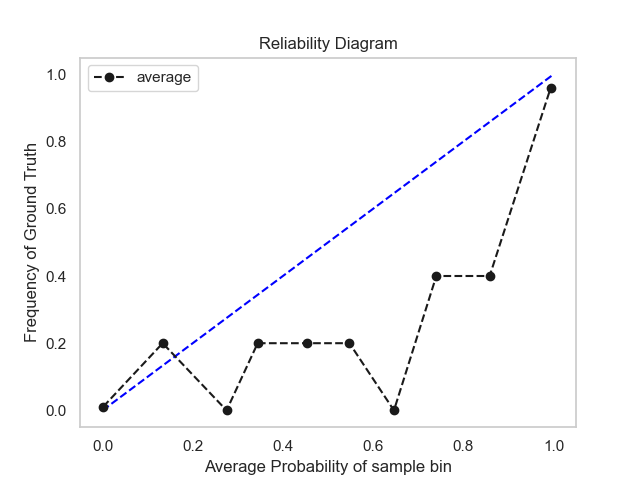 Reliability Diagram
average
Frequency of Ground Truth
1.0
0.8
0.6
0.4
0.2
0.0
0.0 0.2 0.4 0.6 0.8 1.0
Average Probability of sample bin